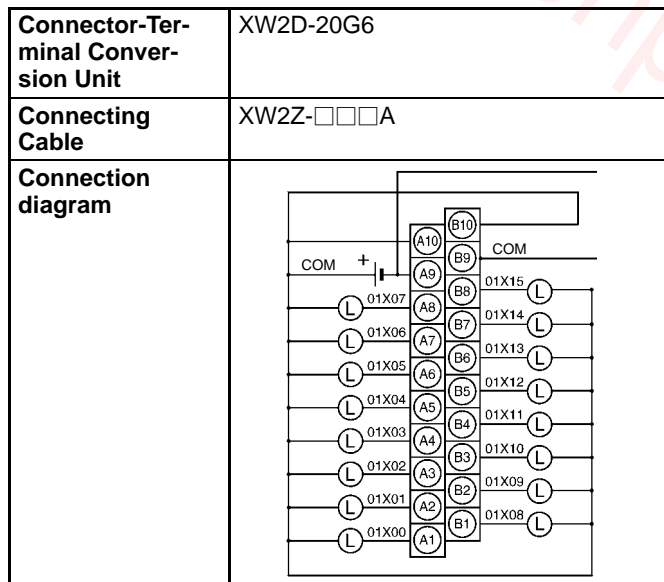 Connector-Ter-
minal Conver-
sion Unit
XW2D-20G6
Connecting
Cable
XW2Z-□□□A
Connection
diagram
B10
A10
B9 COM
COM + A9
B8 01X15 L
L 01X07 A8
B7 01X14 L
L 01X06 A7
B6 01X13 L
L 01X05 A6
B5 01X12 L
L 01X04 A5
B4 01X11 L
L 01X03 A4
B3 01X10 L
L 01X02 A3
B2 01X09 L
L 01X01 A2
B1 01X08 L
L 01X00 A1